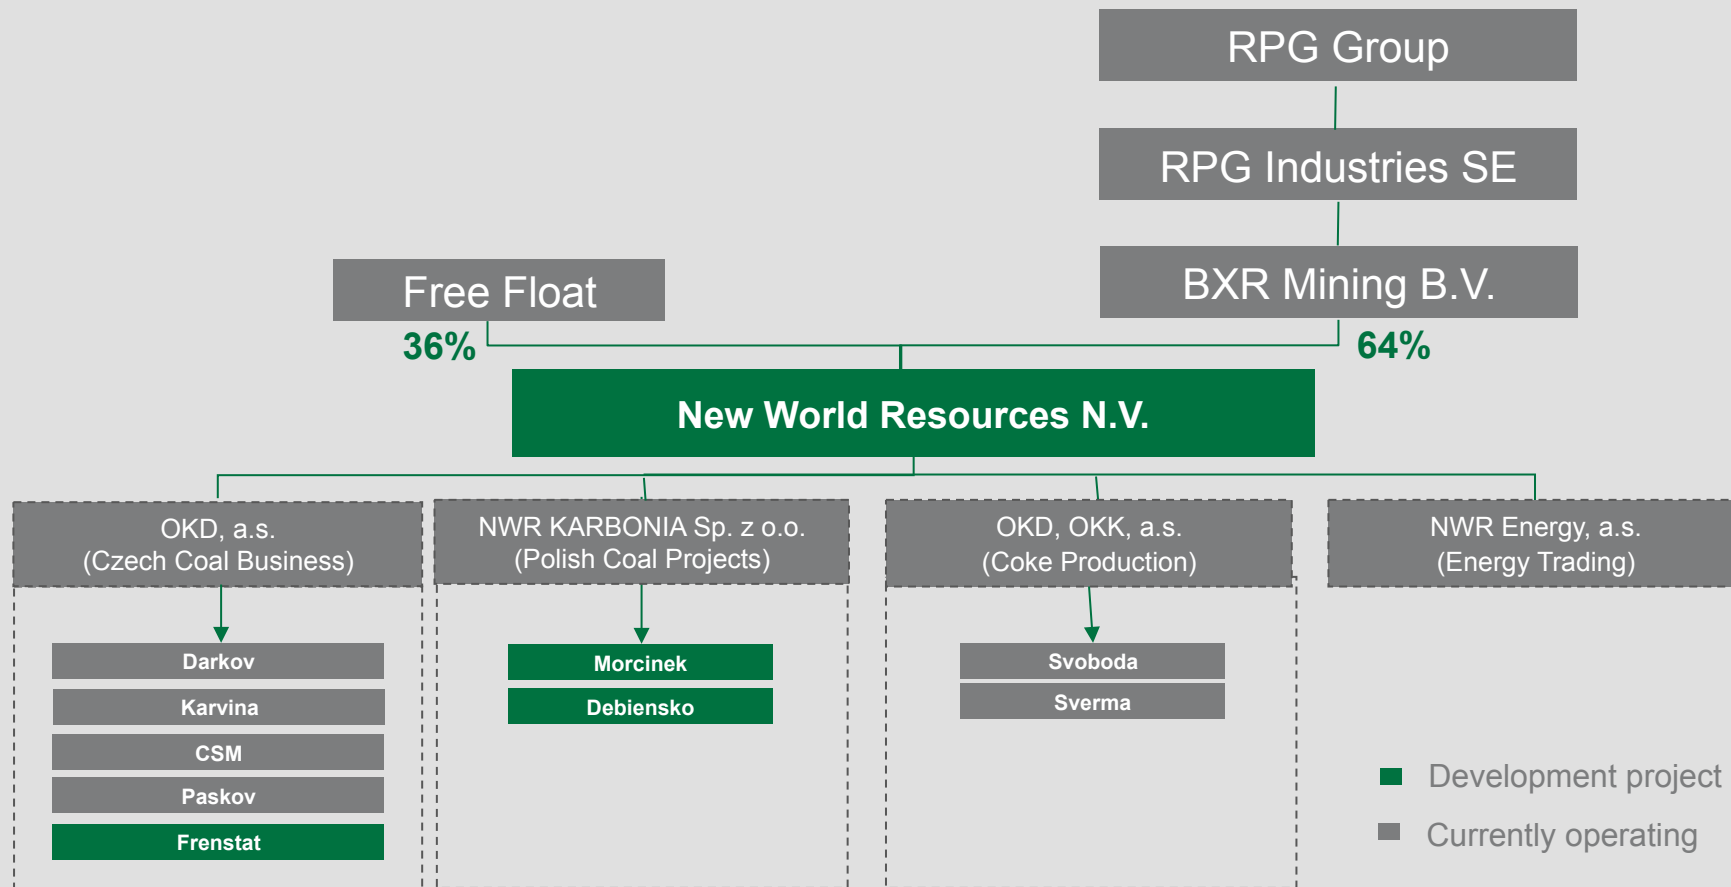 RPG Group
RPG Industries SE
BXR Mining B.V.
Free Float
36%
64%
New World Resources N.V.
OKD, a.s.
(Czech Coal Business)
NWR KARBONIA Sp. z o.o.
(Polish Coal Projects)
OKD, OKK, a.s.
(Coke Production)
NWR Energy, a.s.
(Energy Trading)
Darkov
Karvina
CSM
Paskov
Frenstat
Morcinek
Debiensko
Svoboda
Sverma
Development project
Currently operating